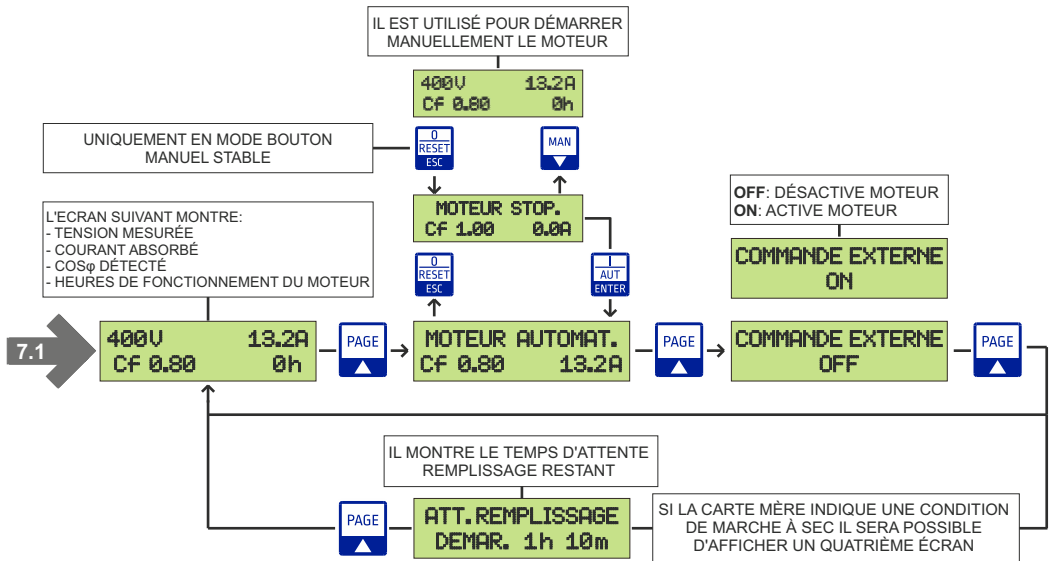 IL EST UTILISÉ POUR DÉMARRER
MANUELLEMENT LE MOTEUR
400V 13.2A
Cf 0.80 0h
UNIQUEMENT EN MODE BOUTON
MANUEL STABLE
0
RESET
ESC
MAN
MOTEUR STOP.
Cf 1.00 0.0A
OFF: DÉSACTIVE MOTEUR
ON: ACTIVE MOTEUR
L'ECRAN SUIVANT MONTRE:
- TENSION MESURÉE
- COURANT ABSORBÉ
- COSφ DÉTECTÉ
- HEURES DE FONCTIONNEMENT DU MOTEUR
0
RESET
ESC
I
AUT
ENTER
COMMANDE EXTERNE
ON
7.1
400V 13.2A
Cf 0.80 0h
PAGE
MOTEUR AUTOMAT.
Cf 0.80 13.2A
PAGE
COMMANDE EXTERNE
OFF
PAGE
IL MONTRE LE TEMPS D'ATTENTE
REMPLISSAGE RESTANT
PAGE
ATT.REMPLISSAGE
DEMAR. 1h 10m
SI LA CARTE MÈRE INDIQUE UNE CONDITION
DE MARCHE À SEC IL SERA POSSIBLE
D'AFFICHER UN QUATRIÈME ÉCRAN